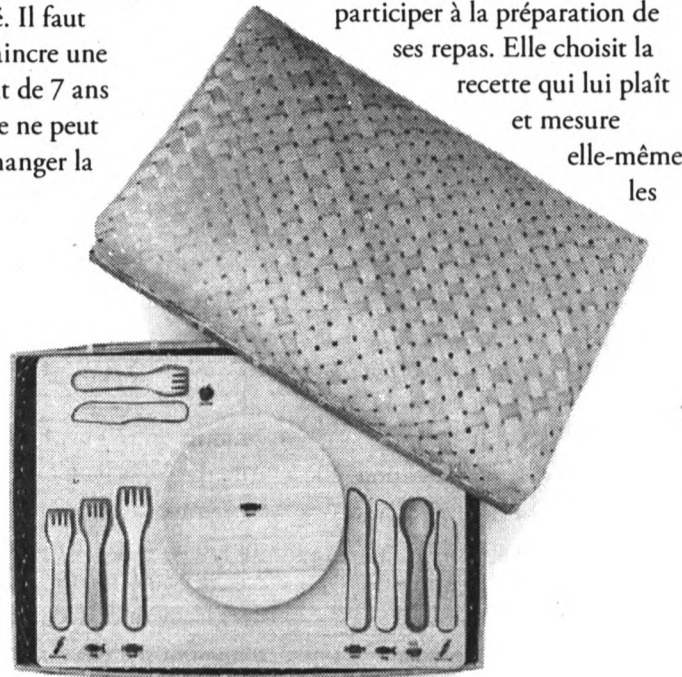 é. Il faut
aincre une
t de 7 ans
e ne peut
manger la
participer à la préparation de
ses repas. Elle choisit la
recette qui lui plaît
et mesure
elle-même
les